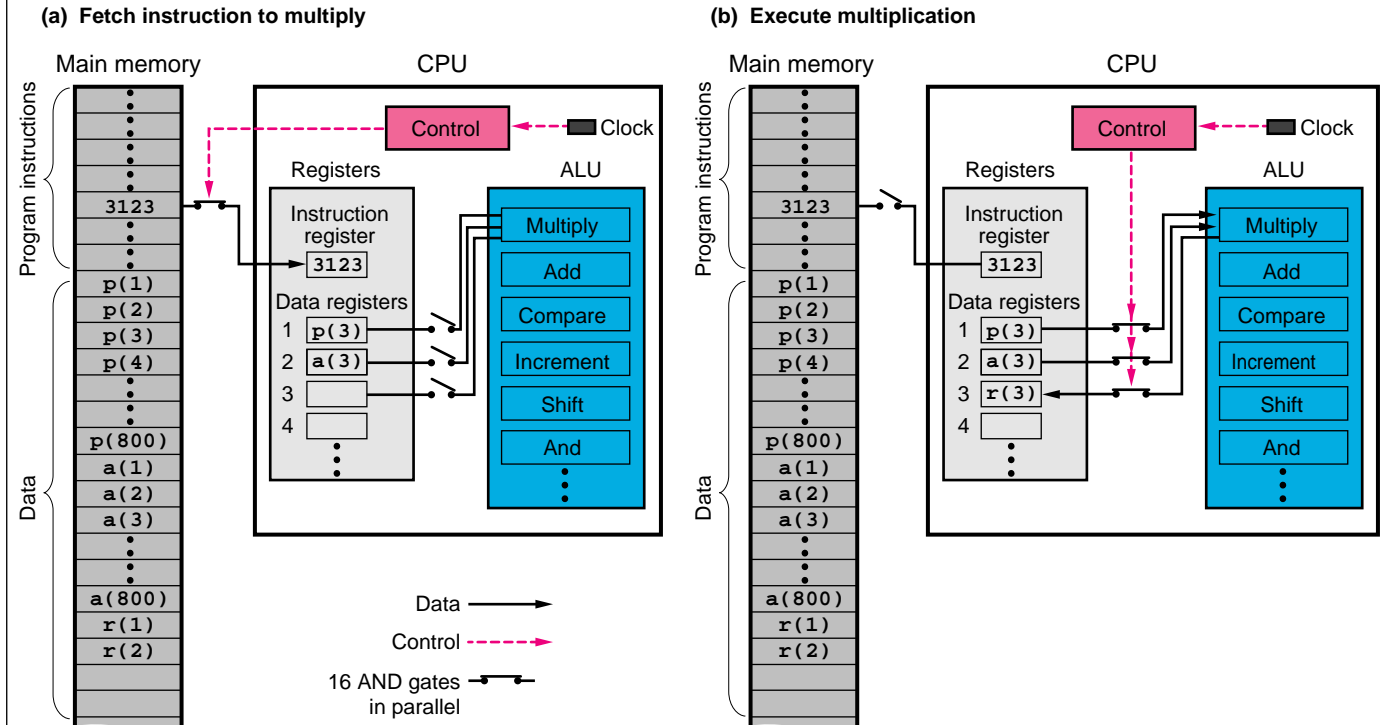 (a) Fetch instruction to multiply
Main memory
CPU
Program instructions
Data
3123
p(1)
p(2)
p(3)
p(4)
p(800)
a(1)
a(2)
a(3)
a(800)
r(1)
r(2)
Control
Clock
Registers
ALU
Instruction
register
3123
Data registers
1 p(3)
2 a(3)
3
4
Multiply
Add
Compare
Increment
Shift
And
Data
Control
16 AND gates
in parallel
(b) Execute multiplication
Main memory
CPU
Program instructions
Data
3123
p(1)
p(2)
p(3)
p(4)
p(800)
a(1)
a(2)
a(3)
a(800)
r(1)
r(2)
Control
Clock
Registers
ALU
Instruction
register
3123
Data registers
1 p(3)
2 a(3)
3 r(3)
4
Multiply
Add
Compare
Increment
Shift
And